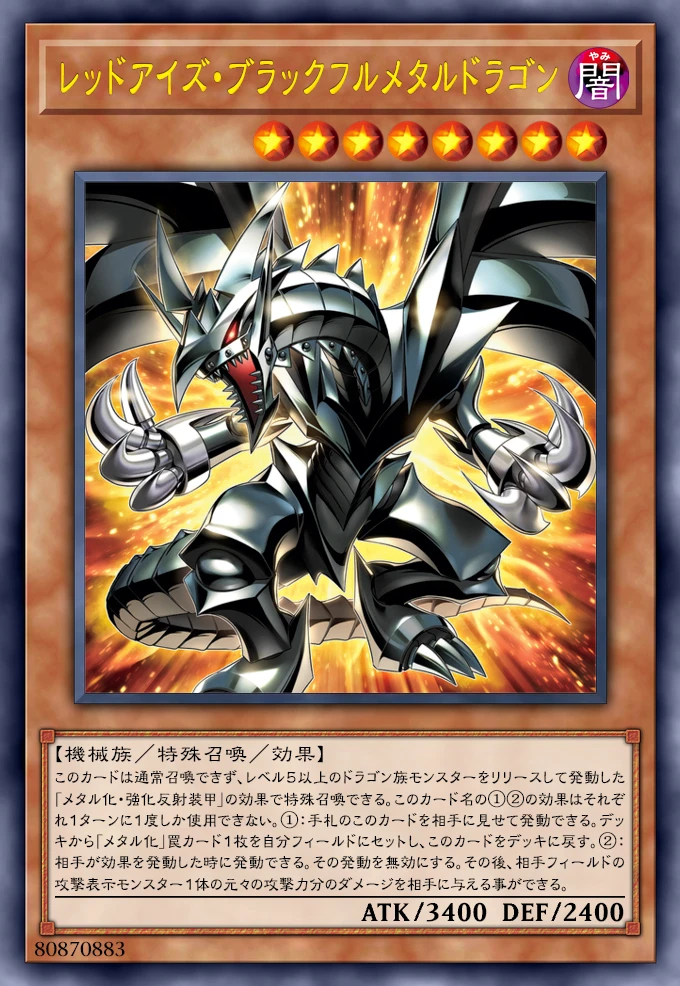 レッドアイズ・ブラックフルメタルドラゴン
やみ
闇
【機械族／特殊召喚／効果】
このカードは通常召喚できず、レベル５以上のドラゴン族モンスターをリリースして発動した
「メタル化・強化反射装甲」の効果で特殊召喚できる。このカード名の①②の効果はそれぞ
れ１ターンに１度しか使用できない。①：手札のこのカードを相手に見せて発動できる。デッ
キから「メタル化」罠カード１枚を自分フィールドにセットし、このカードをデッキに戻す。②：
相手が効果を発動した時に発動できる。その発動を無効にする。その後、相手フィールドの
攻撃表示モンスター１体の元々の攻撃力分のダメージを相手に与える事ができる。
ATK/3400 DEF/2400
80870883